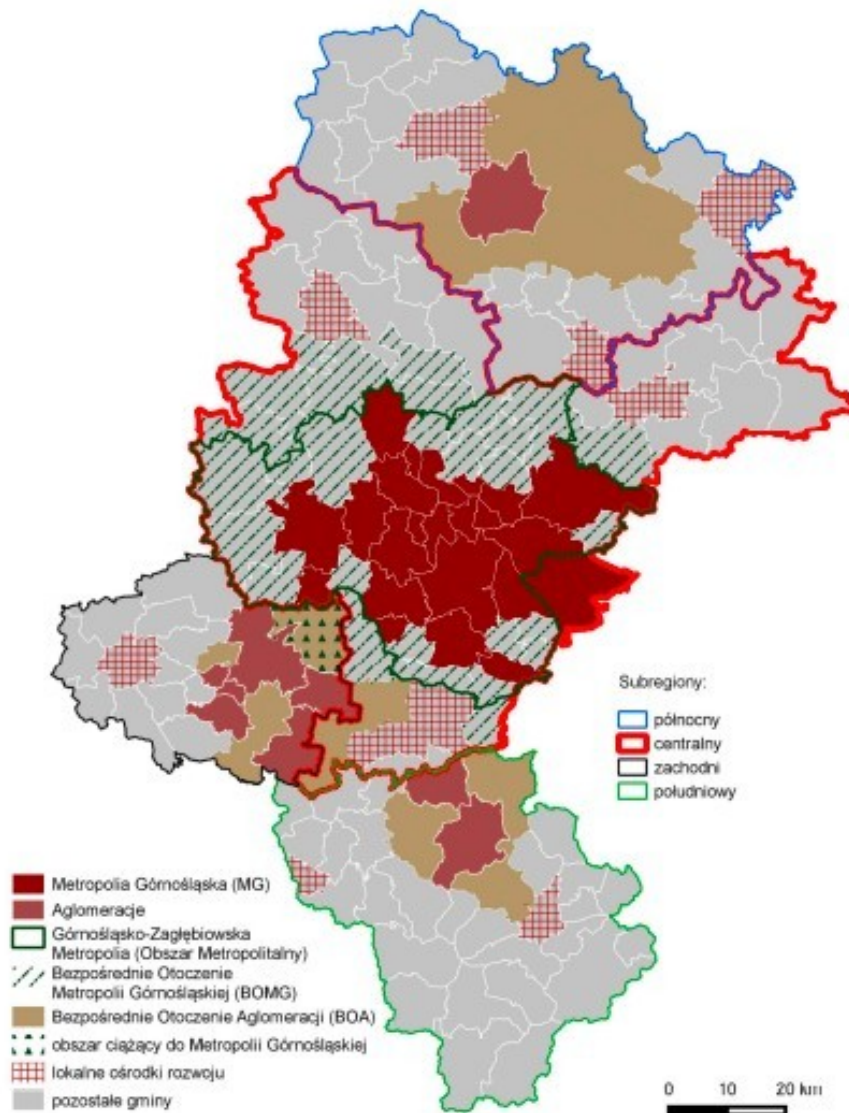 Subregiony:
północny
centralny
zachodni
południowy
Metropolia Górnośląska (MG)
Aglomeracje
Górnośląsko-Zagłębiowska
Metropolia (Obszar Metropolitalny)
Bezpośrednie Otoczenie
Metropolii Górnośląskiej (BOMG)
Bezpośrednie Otoczenie Aglomeracji (BOA)
obszar ciążący do Metropolii Górnośląskiej
lokalne ośrodki rozwoju
pozostałe gminy
0 10 20 km